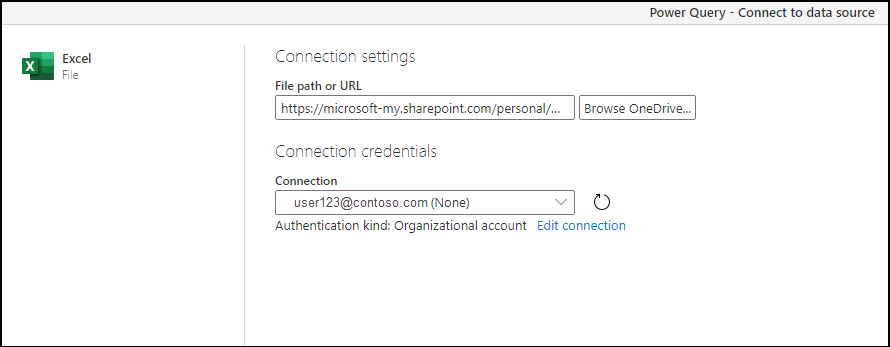 Power Query - Connect to data source
Excel
File
Connection settings
File path or URL
https://microsoft-my.sharepoint.com/personal/...
Browse OneDrive...
Connection credentials
Connection
user123@contoso.com (None)
Authentication kind: Organizational account Edit connection